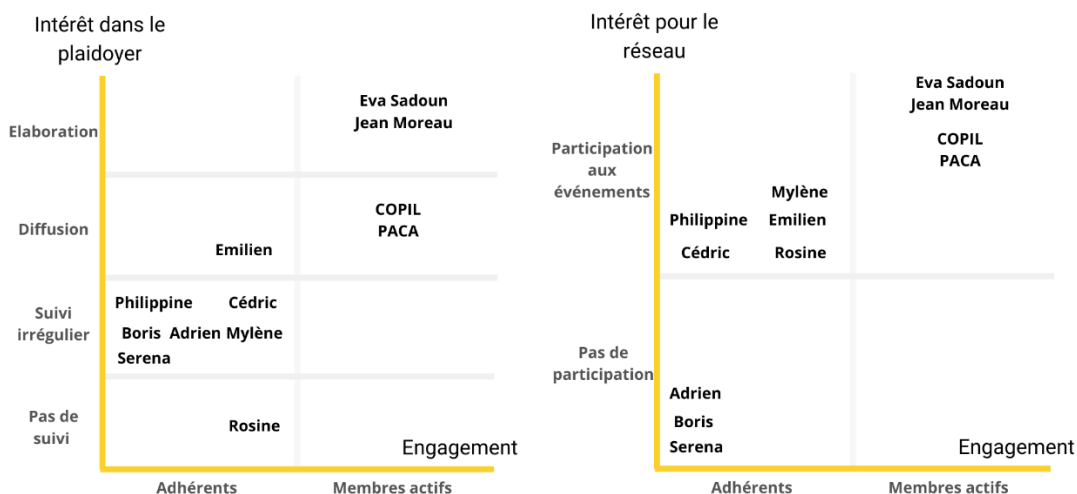 Intérêt dans le
plaidoyer
Eva Sadoun
Jean Moreau
Elaboration
COPIL
PACA
Diffusion
Emilien
Philippine Cédric
Suivi
irrégulier
Boris Adrien Mylène
Serena
Pas de
suivi
Rosine
Engagement
Adhérents Membres actifs
Intérêt pour le
réseau
Eva Sadoun
Jean Moreau
COPIL
PACA
Participation
aux
événements
Mylène
Philippine Emilien
Cédric Rosine
Pas de
participation
Adrien
Boris
Serena
Engagement
Adhérents Membres actifs